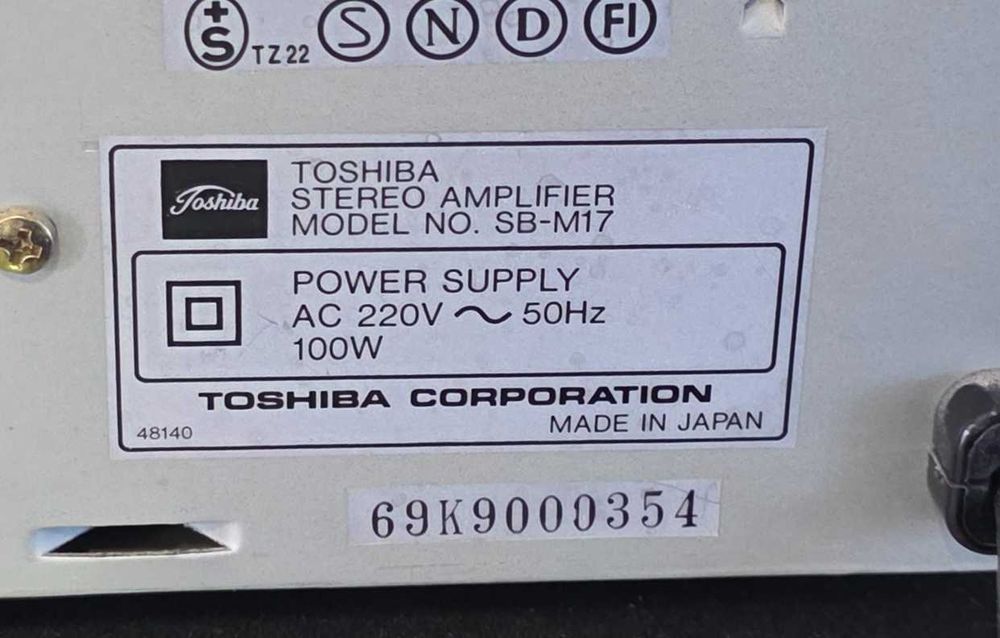 +S TZ22 S N D FI
Toshiba
TOSHIBA
STEREO AMPLIFIER
MODEL NO. SB-M17
POWER SUPPLY
AC 220V ~ 50Hz
100W
TOSHIBA CORPORATION
48140
MADE IN JAPAN
69K9000354